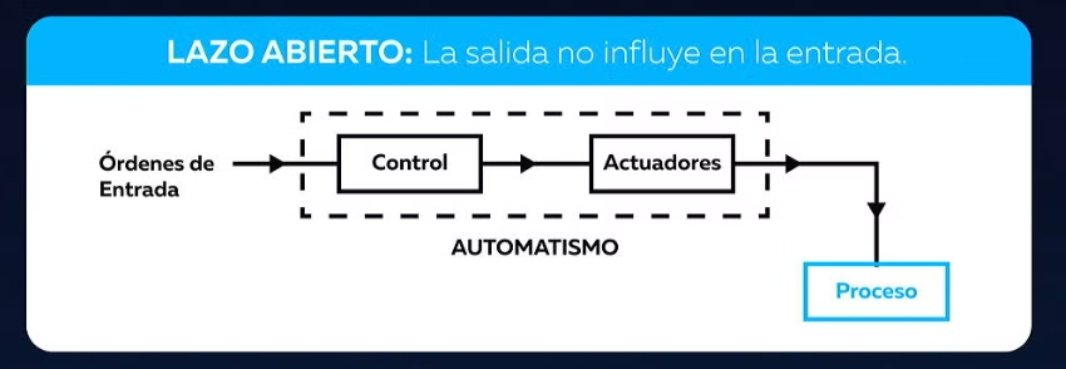 LAZO ABIERTO: La salida no influye en la entrada.
Órdenes de
Entrada
Control
Actuadores
AUTOMATISMO
Proceso